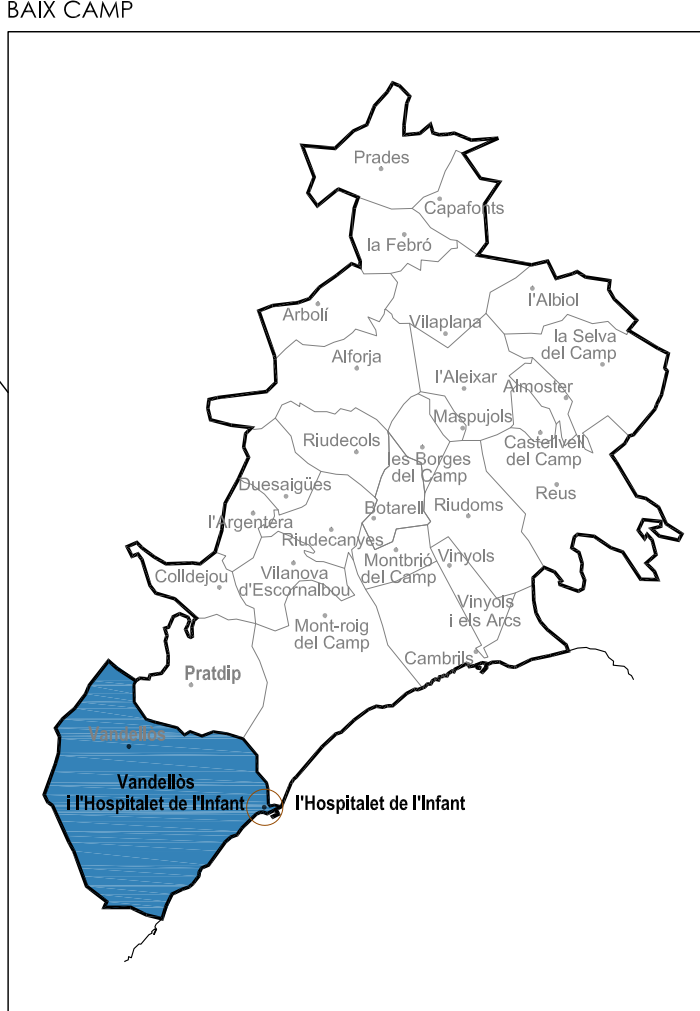 BAIX CAMP
Prades
Capafonts
la Febró
l'Albiol
Arbolí
Vilaplana
la Selva
del Camp
Alforja
l'Aleixar
Almoster
Maspujols
Riudecols
Castellvell
del Camp
les Borges
del Camp
Duesaigües
Reus
Botarell
Riudoms
l'Argentera
Riudecanyes
Montbrió
del Camp
Vinyols
Colldejou
Vilanova
d'Escornalbou
Vinyols
i els Arcs
Mont-roig
del Camp
Cambrils
Pratdip
Vandellòs
Vandellòs
i l'Hospitalet de l'Infant
l'Hospitalet de l'Infant